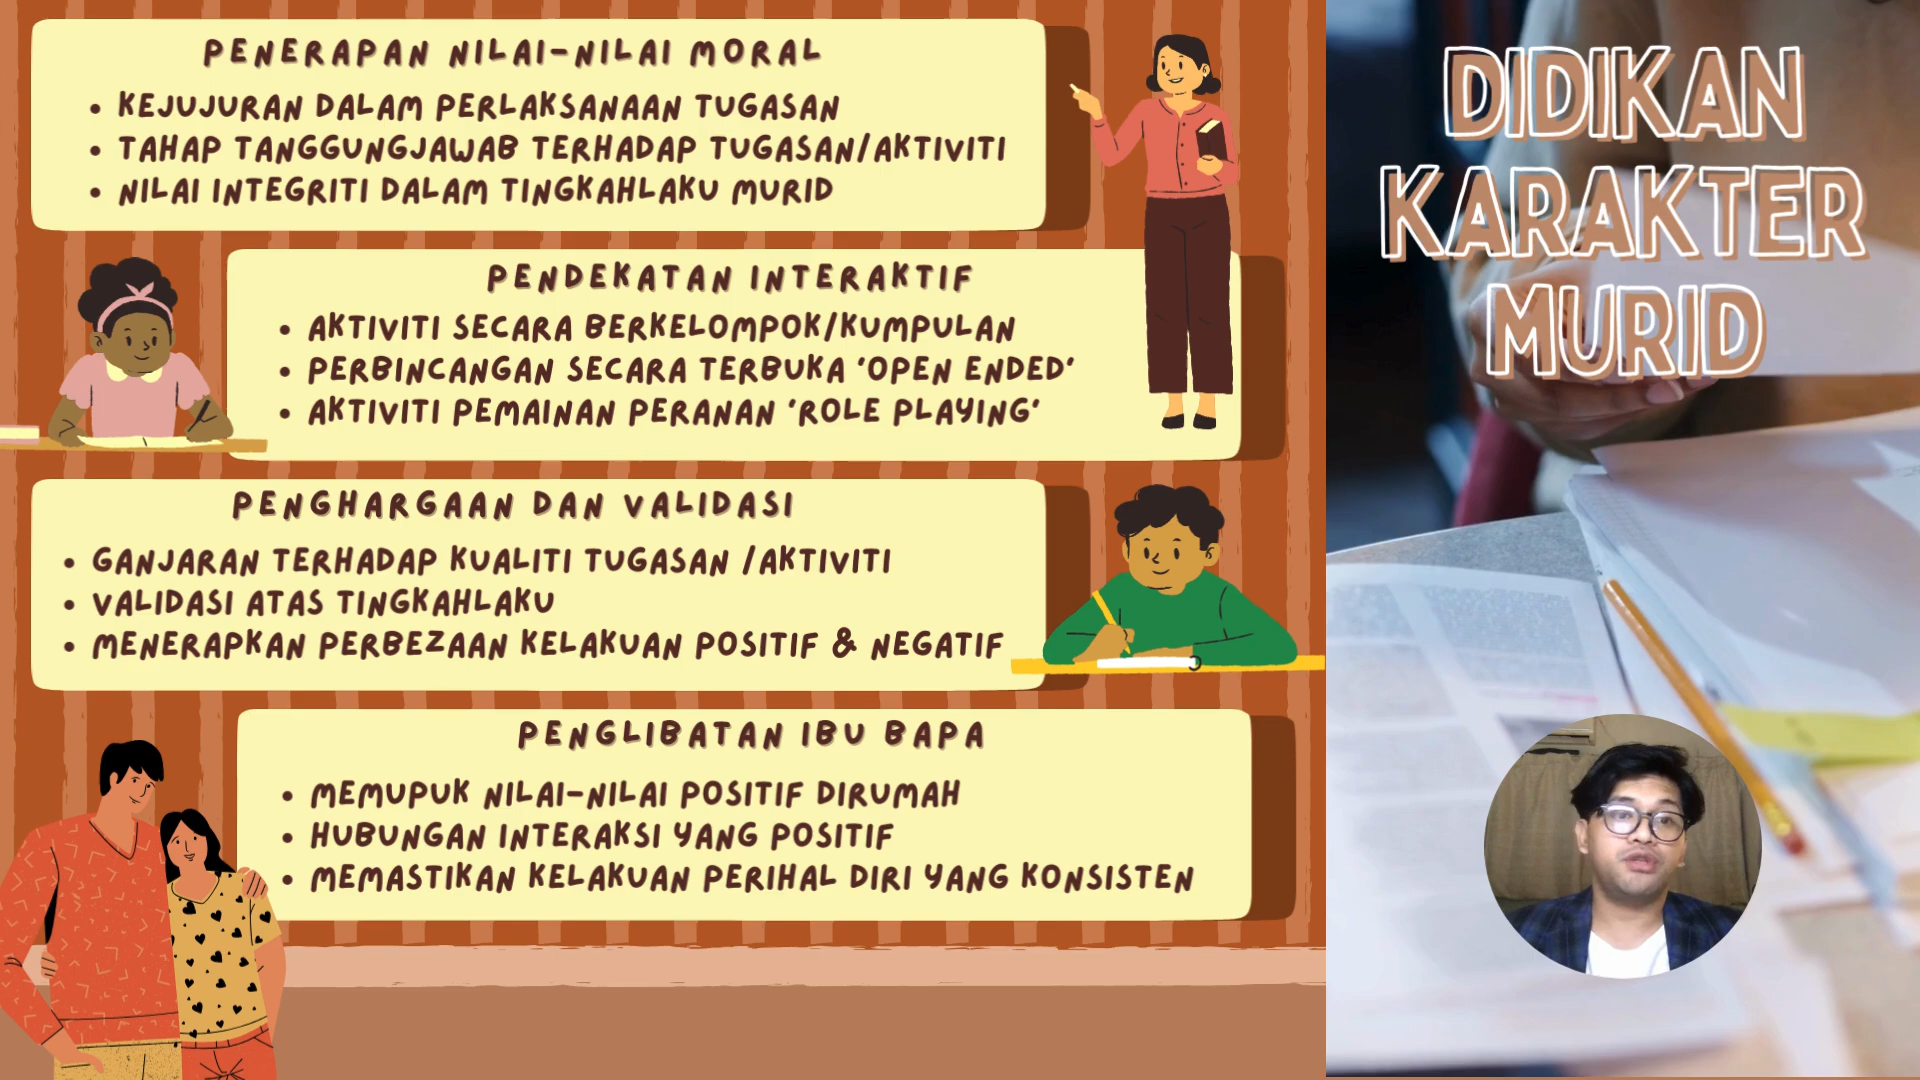 PENERAPAN NILAI-NILAI MORAL
• KEJUJURAN DALAM PERLAKSANAAN TUGASAN
• TAHAP TANGGUNGJAWAB TERHADAP TUGASAN/AKTIVITI
• NILAI INTEGRITI DALAM TINGKAHLAKU MURID
PENDEKATAN INTERAKTIF
• AKTIVITI SECARA BERKELOMPOK/KUMPULAN
• PERBINCANGAN SECARA TERBUKA 'OPEN ENDED'
• AKTIVITI PEMAINAN PERANAN 'ROLE PLAYING'
PENGHARGAAN DAN VALIDASI
• GANJARAN TERHADAP KUALITI TUGASAN /AKTIVITI
• VALIDASI ATAS TINGKAHLAKU
• MENERAPKAN PERBEZAAN KELAKUAN POSITIF & NEGATIF
PENGLIBATAN IBU BAPA
• MEMUPUK NILAI-NILAI POSITIF DIRUMAH
• HUBUNGAN INTERAKSI YANG POSITIF
• MEMASTIKAN KELAKUAN PERIHAL DIRI YANG KONSISTEN
DIDIKAN
KARAKTER
MURID